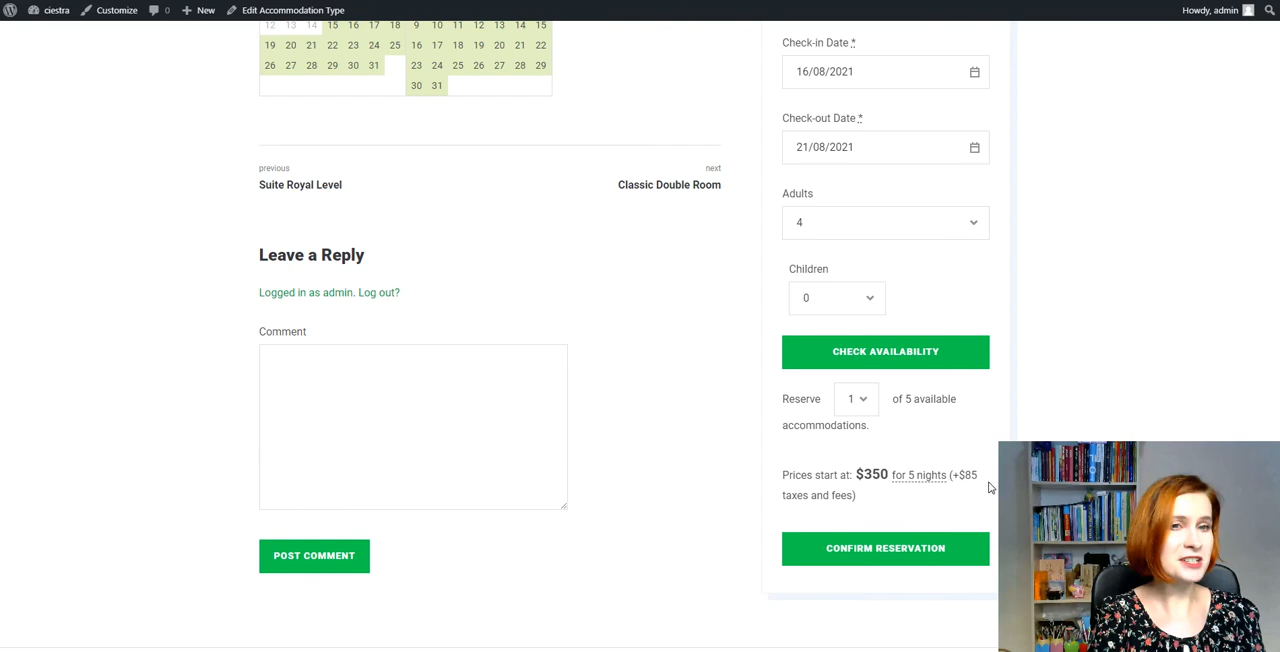 ciestra Customize 0 New Edit Accommodation Type Howdy, admin
12 13 14 15 16 17 18 9 10 11 12 13 14 15
19 20 21 22 23 24 25 16 17 18 19 20 21 22
26 27 28 29 30 31 23 24 25 26 27 28 29
30 31
previous
Suite Royal Level
next
Classic Double Room
Leave a Reply
Logged in as admin. Log out?
Comment
POST COMMENT
Check-in Date *
16/08/2021
Check-out Date *
21/08/2021
Adults
4
Children
0
CHECK AVAILABILITY
Reserve 1 of 5 available
accommodations.
Prices start at: $350 for 5 nights (+$85
taxes and fees)
CONFIRM RESERVATION